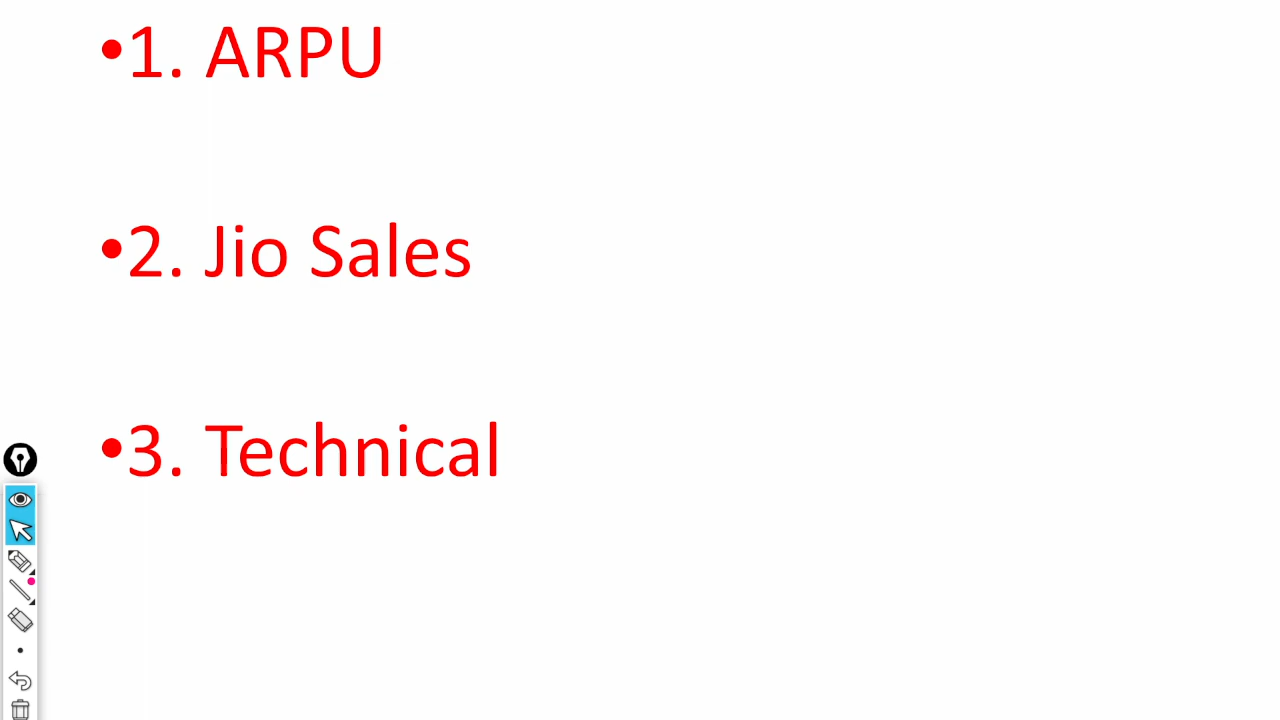 •1. ARPU
•2. Jio Sales
•3. Technical